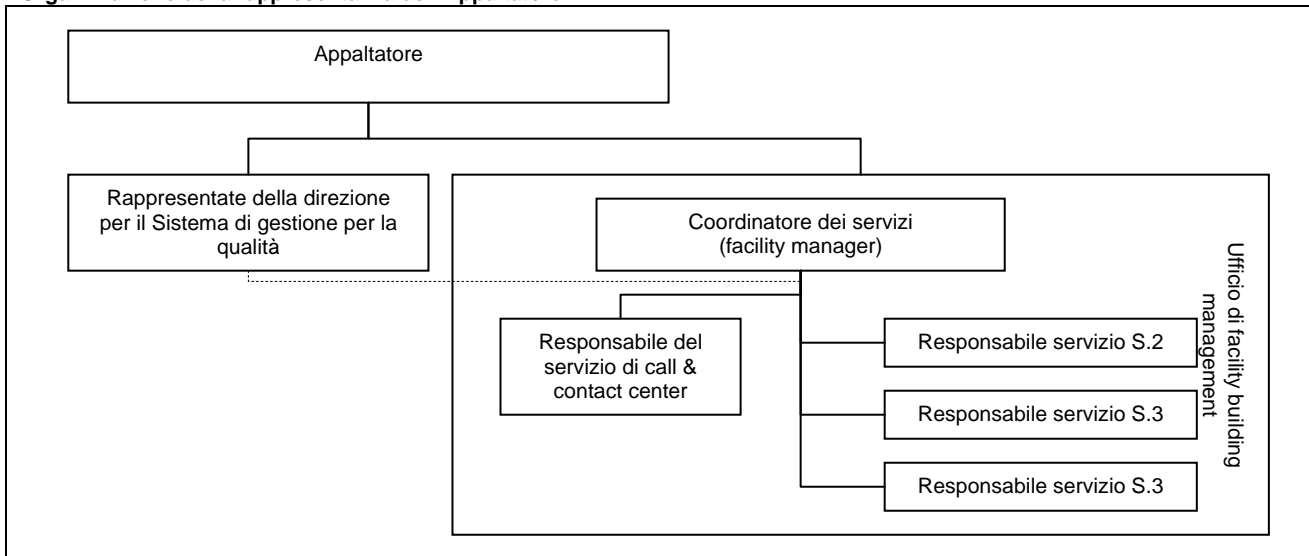 Appaltatore
Rappresentate della direzione
per il Sistema di gestione per la
qualità
Coordinatore dei servizi
(facility manager)
Responsabile del
servizio di call &
contact center
Responsabile servizio S.2
Responsabile servizio S.3
Responsabile servizio S.3
Ufficio di facility building
management